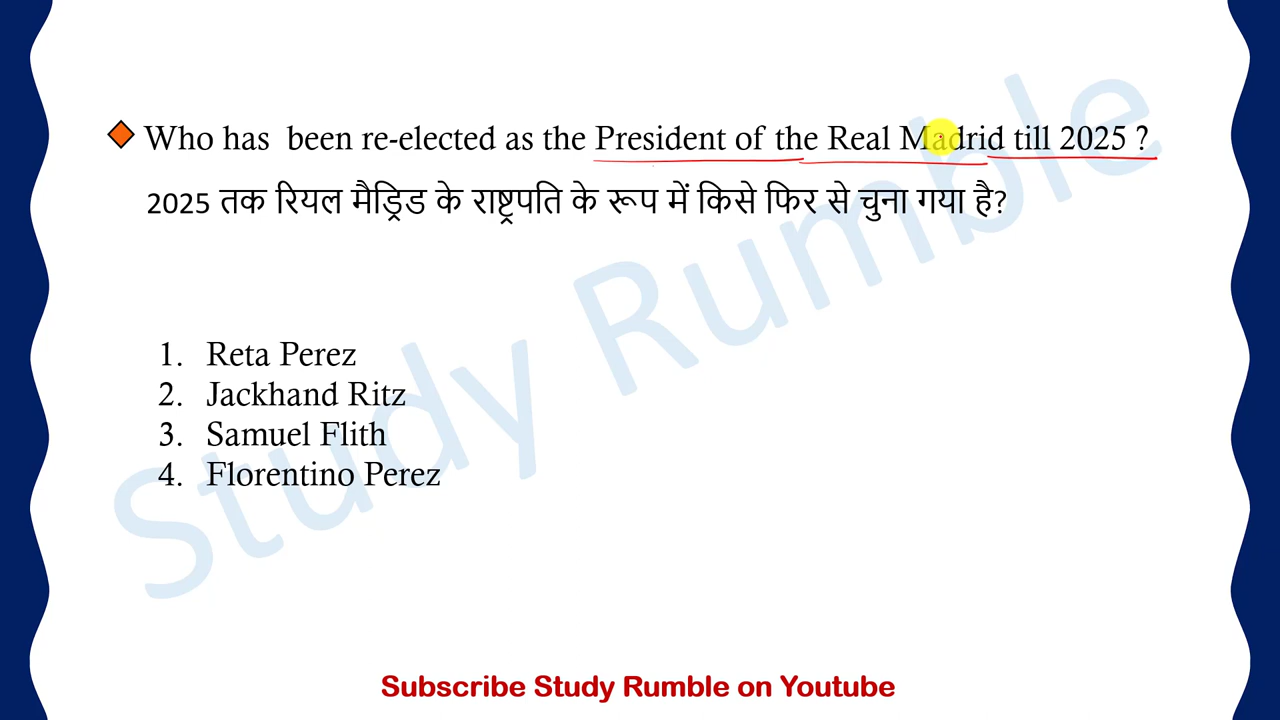 Who has been re-elected as the President of the Real Madrid till 2025 ?
2025 तक रियल मैड्रिड के राष्ट्रपति के रूप में किसे फिर से चुना गया है?
Study Rumble
1. Reta Perez
2. Jackhand Ritz
3. Samuel Flith
4. Florentino Perez
Subscribe Study Rumble on Youtube